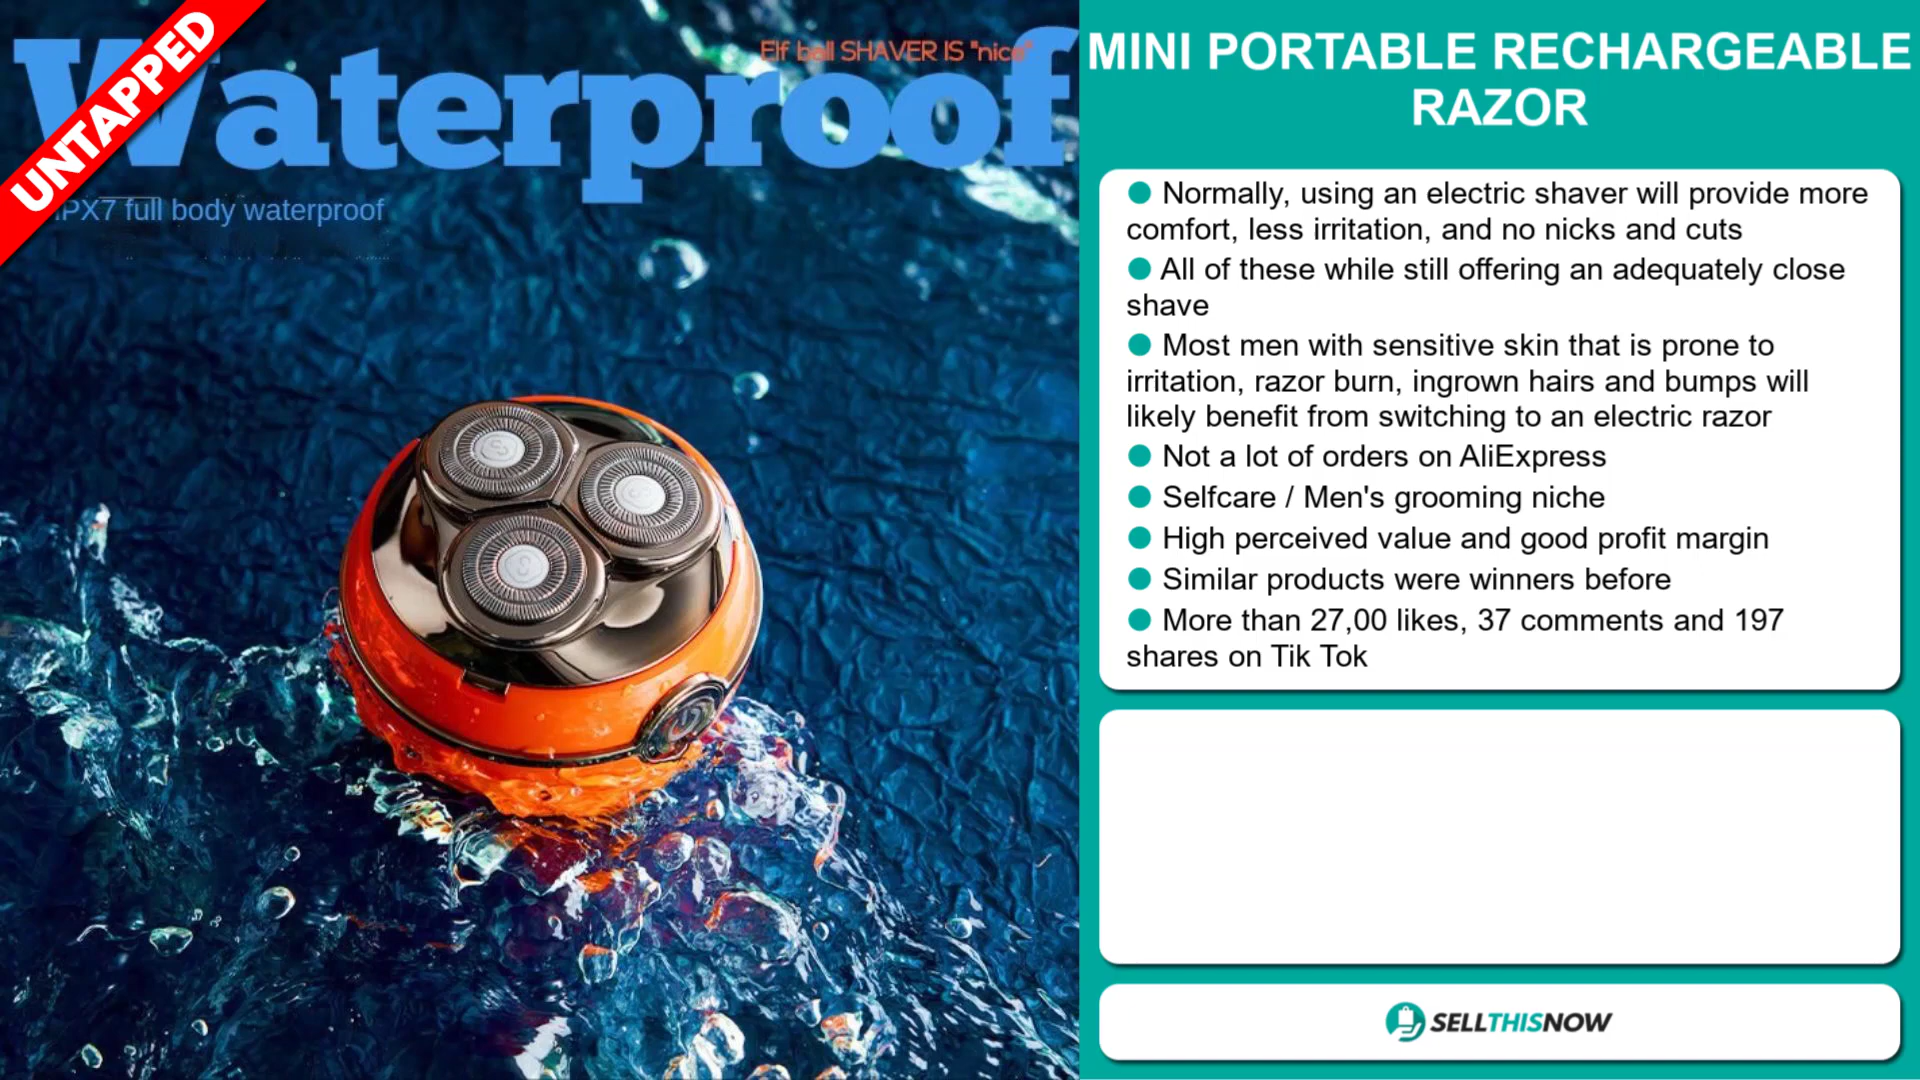 UNTAPPED
Waterproof
Elf ball SHAVER IS "nice"
IPX7 full body waterproof
MINI PORTABLE RECHARGEABLE
RAZOR
● Normally, using an electric shaver will provide more
comfort, less irritation, and no nicks and cuts
● All of these while still offering an adequately close
shave
● Most men with sensitive skin that is prone to
irritation, razor burn, ingrown hairs and bumps will
likely benefit from switching to an electric razor
● Not a lot of orders on AliExpress
● Selfcare / Men's grooming niche
● High perceived value and good profit margin
● Similar products were winners before
● More than 27,00 likes, 37 comments and 197
shares on Tik Tok
SELLTHISNOW